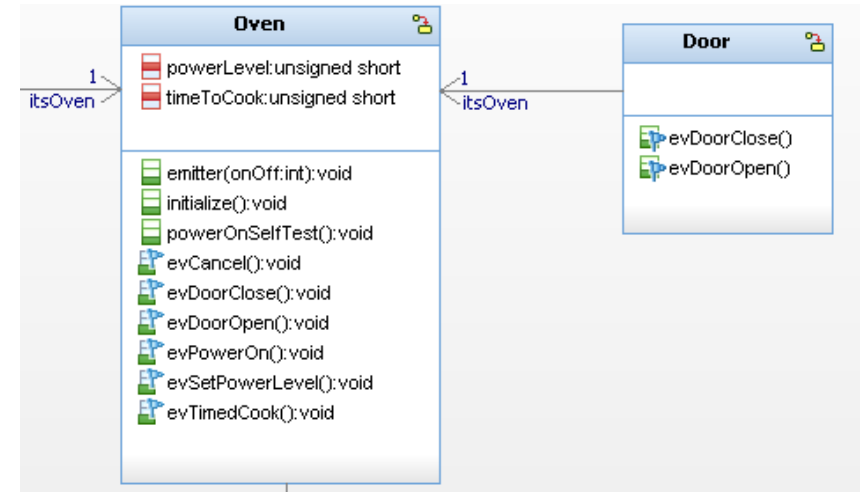 Oven
powerLevel:unsigned short
timeToCook:unsigned short
emitter(onOff:int):void
initialize():void
powerOnSelfTest():void
evCancel():void
evDoorClose():void
evDoorOpen():void
evPowerOn():void
evSetPowerLevel():void
evTimedCook():void
1
itsOven
1
itsOven
Door
evDoorClose()
evDoorOpen()